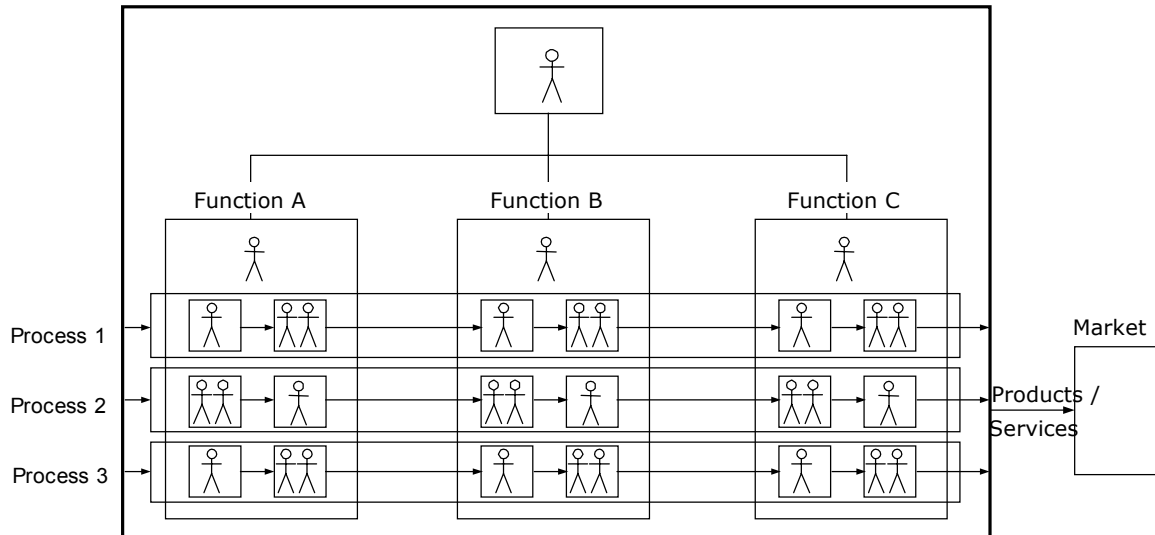 Function A
Function B
Function C
Process 1
Market
Process 2
Products /
Services
Process 3